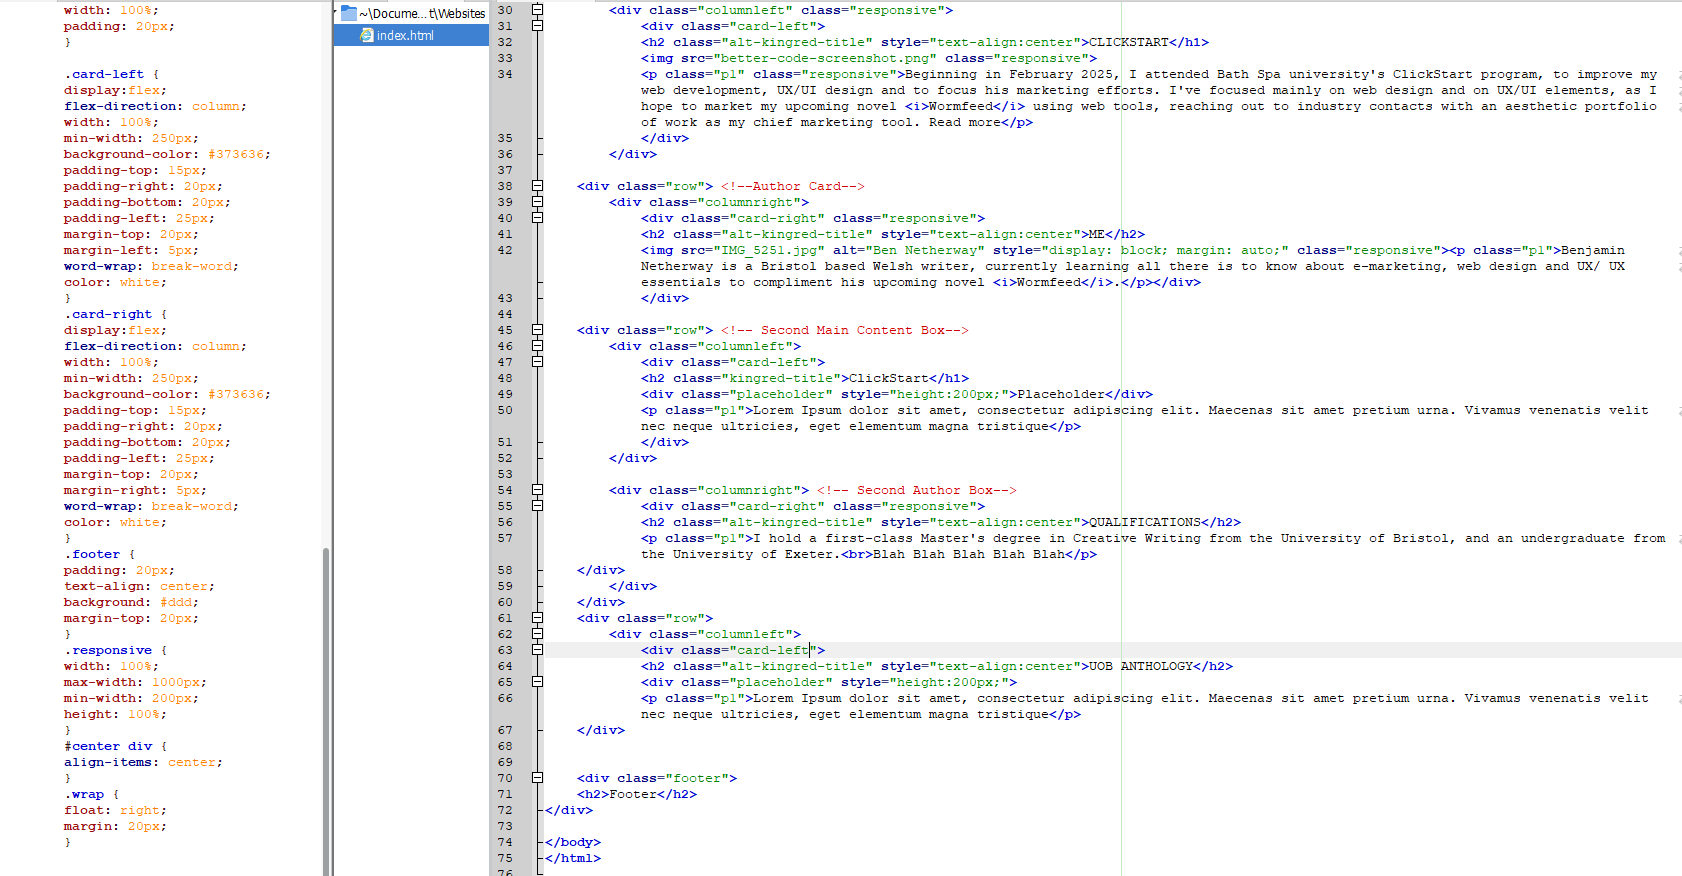 width: 100%;
padding: 20px;
}
.card-left {
display:flex;
flex-direction: column;
width: 100%;
min-width: 250px;
background-color: #373636;
padding-top: 15px;
padding-right: 20px;
padding-bottom: 20px;
padding-left: 25px;
margin-top: 20px;
margin-left: 5px;
word-wrap: break-word;
color: white;
}
.card-right {
display:flex;
flex-direction: column;
width: 100%;
min-width: 250px;
background-color: #373636;
padding-top: 15px;
padding-right: 20px;
padding-bottom: 20px;
padding-left: 25px;
margin-top: 20px;
margin-right: 5px;
word-wrap: break-word;
color: white;
}
.footer {
padding: 20px;
text-align: center;
background: #ddd;
margin-top: 20px;
}
.responsive {
width: 100%;
max-width: 1000px;
min-width: 200px;
height: 100%;
}
#center div {
align-items: center;
}
.wrap {
float: right;
margin: 20px;
}
~\Docume...t\Websites
index.html
30 <div class="columnleft" class="responsive">
31 <div class="card-left">
32 <h2 class="alt-kingred-title" style="text-align:center">CLICKSTART</h1>
33 <img src="better-code-screenshot.png" class="responsive">
34 <p class="p1" class="responsive">Beginning in February 2025, I attended Bath Spa university's ClickStart program, to improve my
web development, UX/UI design and to focus his marketing efforts. I've focused mainly on web design and on UX/UI elements, as I
hope to market my upcoming novel <i>Wormfeed</i> using web tools, reaching out to industry contacts with an aesthetic portfolio
of work as my chief marketing tool. Read more</p>
35 </div>
36 </div>
37
38 <div class="row"> <!--Author Card-->
39 <div class="columnright">
40 <div class="card-right" class="responsive">
41 <h2 class="alt-kingred-title" style="text-align:center">ME</h2>
42 <img src="IMG_5251.jpg" alt="Ben Netherway" style="display: block; margin: auto;" class="responsive"><p class="p1">Benjamin
Netherway is a Bristol based Welsh writer, currently learning all there is to know about e-marketing, web design and UX/ UX
essentials to compliment his upcoming novel <i>Wormfeed</i>.</p></div>
43 </div>
44
45 <div class="row"> <!-- Second Main Content Box-->
46 <div class="columnleft">
47 <div class="card-left">
48 <h2 class="kingred-title">ClickStart</h1>
49 <div class="placeholder" style="height:200px;">Placeholder</div>
50 <p class="p1">Lorem Ipsum dolor sit amet, consectetur adipiscing elit. Maecenas sit amet pretium urna. Vivamus venenatis velit
nec neque ultricies, eget elementum magna tristique</p>
51 </div>
52 </div>
53
54 <div class="columnright"> <!-- Second Author Box-->
55 <div class="card-right" class="responsive">
56 <h2 class="alt-kingred-title" style="text-align:center">QUALIFICATIONS</h2>
57 <p class="p1">I hold a first-class Master's degree in Creative Writing from the University of Bristol, and an undergraduate from
the University of Exeter.<br>Blah Blah Blah Blah Blah</p>
58 </div>
59 </div>
60 </div>
61 <div class="row">
62 <div class="columnleft">
63 <div class="card-left">
64 <h2 class="alt-kingred-title" style="text-align:center">UOB ANTHOLOGY</h2>
65 <div class="placeholder" style="height:200px;">
66 <p class="p1">Lorem Ipsum dolor sit amet, consectetur adipiscing elit. Maecenas sit amet pretium urna. Vivamus venenatis velit
nec neque ultricies, eget elementum magna tristique</p>
67 </div>
68
69
70 <div class="footer">
71 <h2>Footer</h2>
72 </div>
73
74 </body>
75 </html>
76